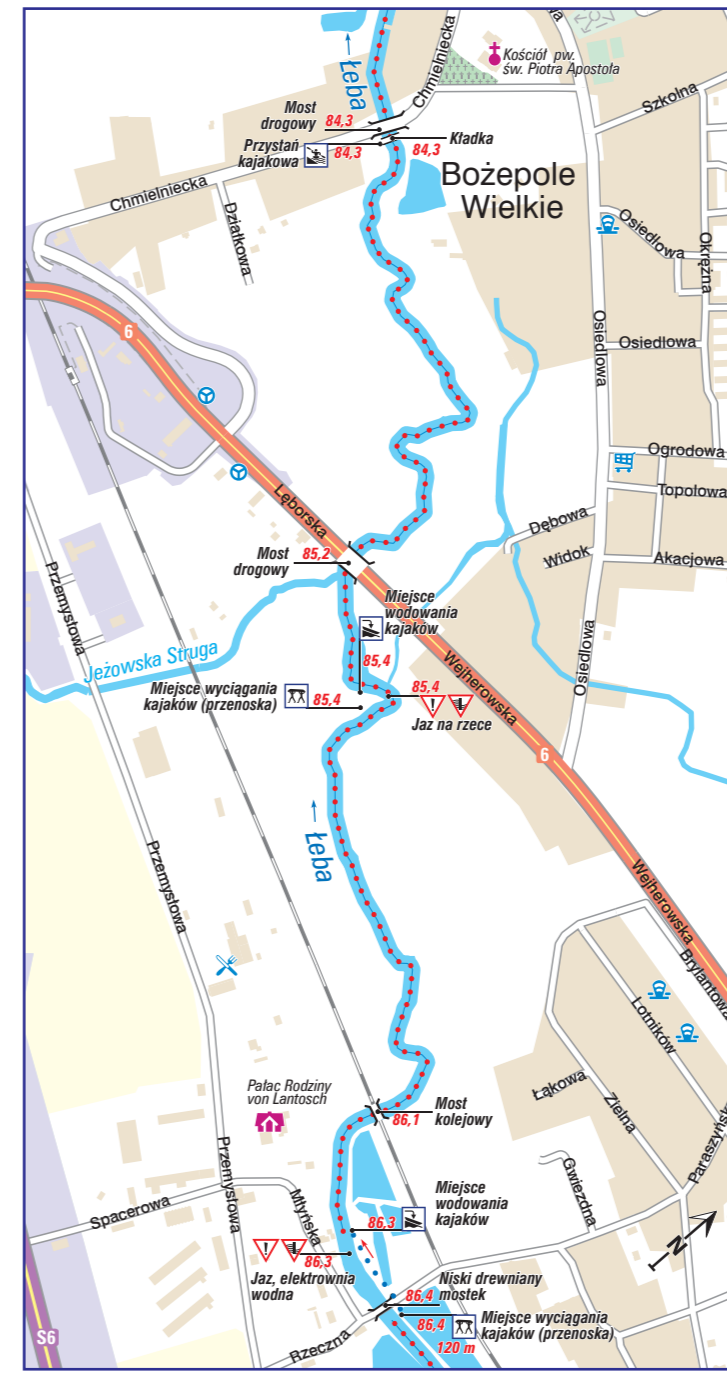 ← Łeba
Chmielniecka
Kościół pw.
św. Piotra Apostoła
Szkolna
Most
drogowy
84,3
Kładka
84,3
Przystań
kajakowa
84,3
Bożepole
Wielkie
Chmielniecka
Działkowa
Osiedlowa
Okrężna
Osiedlowa
Osiedlowa
6
Ogrodowa
Topolowa
Lęborska
Dębowa
Widok
Akacjowa
Most
drogowy
85,2
Przemysłowa
Miejsce
wodowania
kajaków
85,4
Jeżowska Struga
Miejsce wyciągania
kajaków (przenoska)
85,4
85,4
Jaz na rzece
Wejherowska
Osiedlowa
6
← Łeba
Przemysłowa
Wejherowska
Brylantowa
Lotników
Łąkowa
Zielna
Pałac Rodziny
von Lantosch
Most
kolejowy
86,1
Przemysłowa
Gwiezdna
Młyńska
Spacerowa
Miejsce
wodowania
kajaków
86,3
86,3
Jaz, elektrownia
wodna
N
Niski drewniany
mostek
86,4
Miejsce wyciągania
kajaków (przenoska)
86,4
120 m
Rzeczna
S6